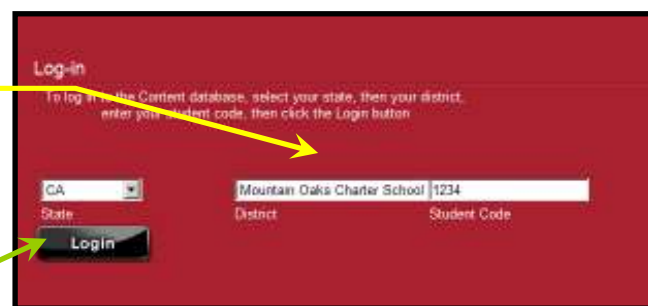 Log-in
To log in to the Content database, select your state, then your district,
enter your student code, then click the Login button
CA Mountain Oaks Charter School 1234
State District Student Code
Login